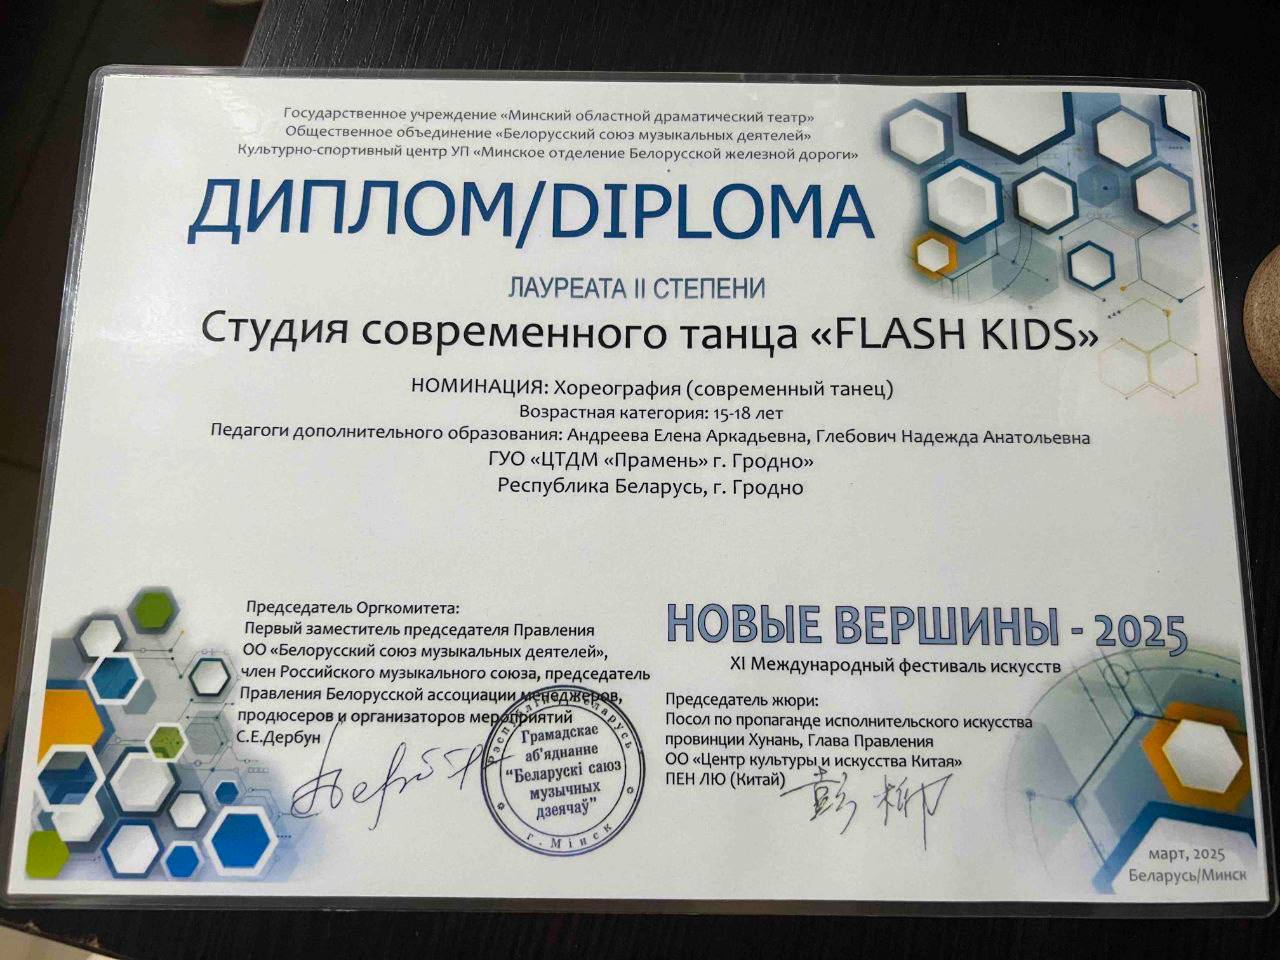 Государственное учреждение «Минский областной драматический театр»
Общественное объединение «Белорусский союз музыкальных деятелей»
Культурно-спортивный центр УП «Минское отделение Белорусской железной дороги»
ДИПЛОМ/DIPLOMA
ЛАУРЕАТА II СТЕПЕНИ
Студия современного танца «FLASH KIDS»
НОМИНАЦИЯ: Хореография (современный танец)
Возрастная категория: 15-18 лет
Педагоги дополнительного образования: Андреева Елена Аркадьевна, Глебович Надежда Анатольевна
ГУО «ЦТДМ «Прамень» г. Гродно»
Республика Беларусь, г. Гродно
Председатель Оргкомитета:
Первый заместитель председателя Правления
ОО «Белорусский союз музыкальных деятелей»,
член Российского музыкального союза, председатель
Правления Белорусской ассоциации менеджеров,
продюсеров и организаторов мероприятий
С.Е.Дербун
Рэспубліка Беларусь
Грамадскае
аб'яднанне
"Беларускі саюз
музычных
дзеячаў"
г. Мінск
НОВЫЕ ВЕРШИНЫ - 2025
XI Международный фестиваль искусств
Председатель жюри:
Посол по пропаганде исполнительского искусства
провинции Хунань, Глава Правления
ОО «Центр культуры и искусства Китая»
ПЕН ЛЮ (Китай)
彭柳
март, 2025
Беларусь/Минск